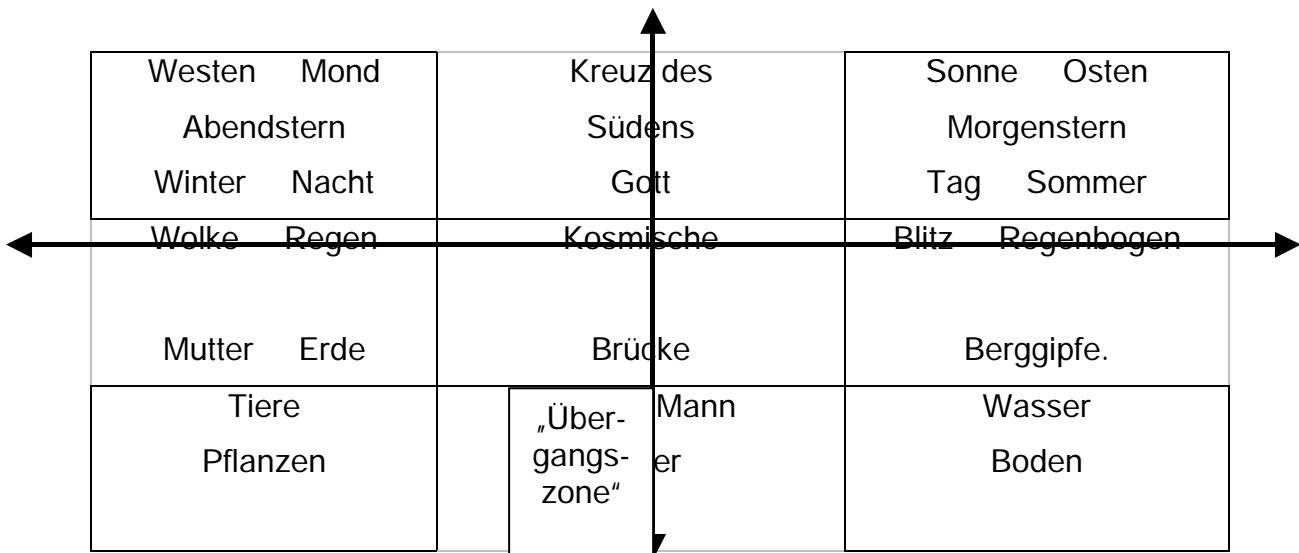 Westen Mond Kreuz des Sonne Osten
Abendstern Südens Morgenstern
Winter Nacht Gott Tag Sommer
Wolke Regen Kosmische Blitz Regenbogen
Mutter Erde Brücke Berggipfe.
Tiere Mann Wasser
Pflanzen er Boden
„Über-
gangs-
zone“